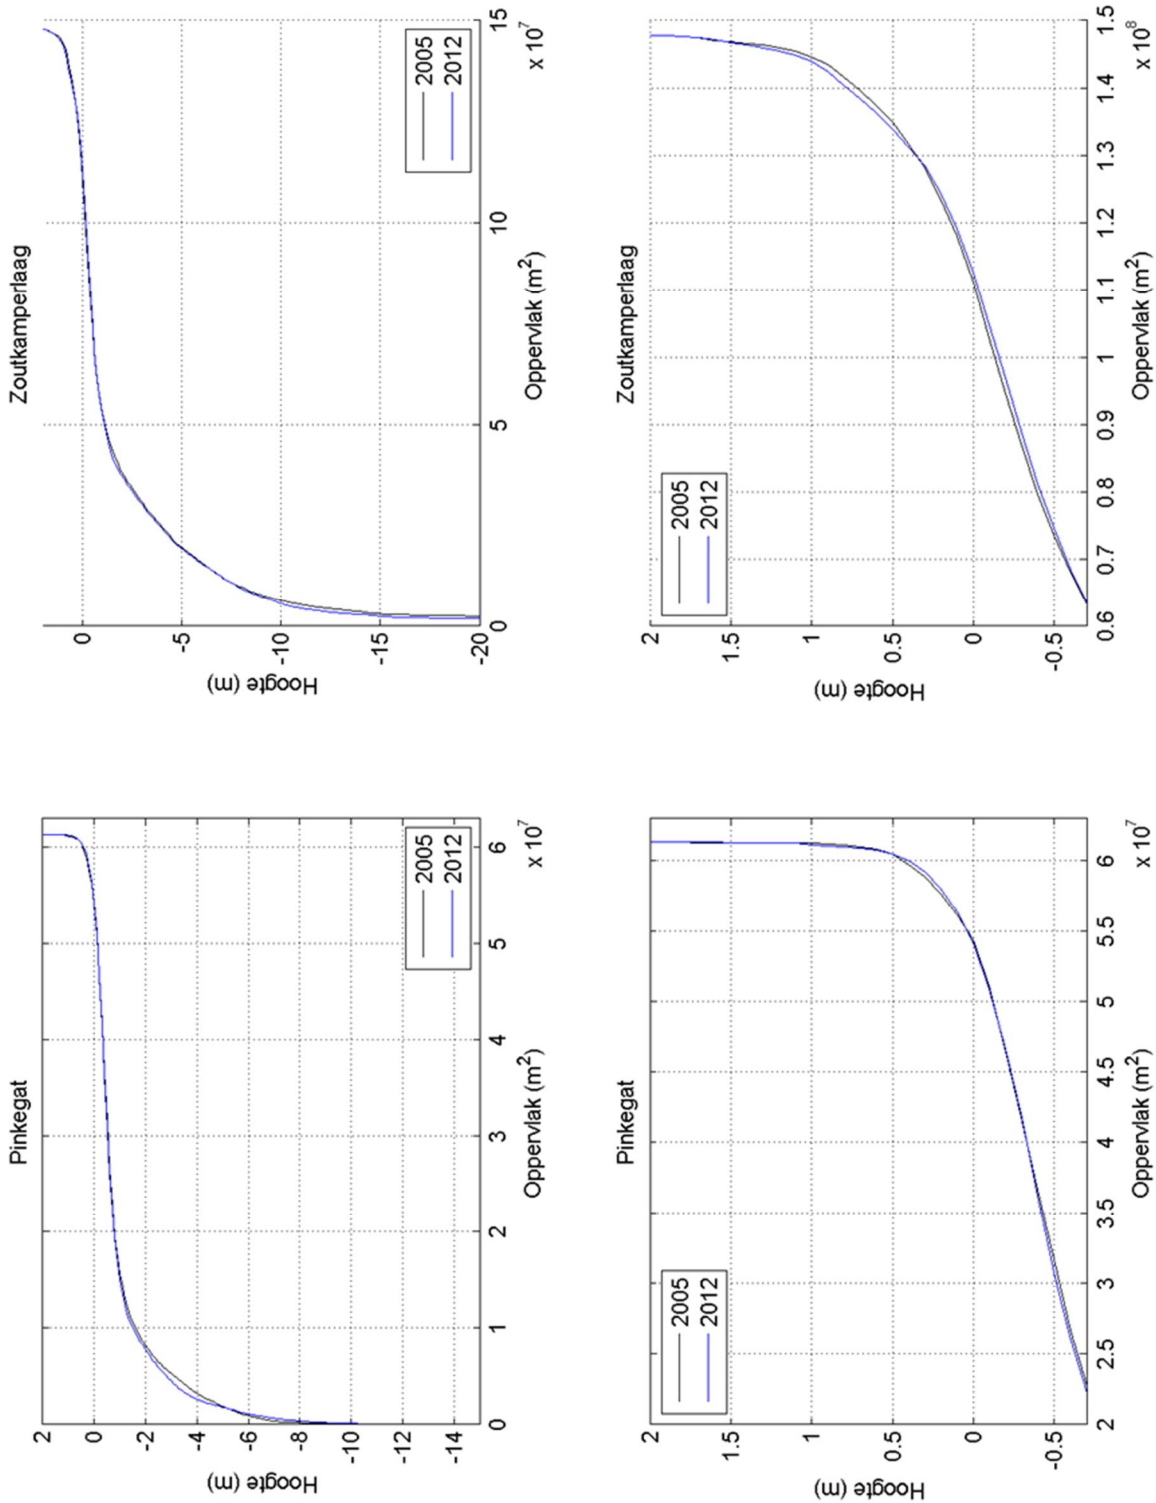 Pinkegat
Hoogte (m)
2
0
-2
-4
-6
-8
-10
-12
-14
2005
2012
0 1 2 3 4 5 6
x 10^7
Oppervlak (m²)
Zoutkamperlaag
Hoogte (m)
0
-5
-10
-15
-20
2005
2012
0 5 10 15
x 10^7
Oppervlak (m²)
Pinkegat
Hoogte (m)
2
1.5
1
0.5
0
-0.5
2005
2012
2 2.5 3 3.5 4 4.5 5 5.5 6
x 10^7
Oppervlak (m²)
Zoutkamperlaag
Hoogte (m)
2
1.5
1
0.5
0
-0.5
2005
2012
0.6 0.7 0.8 0.9 1 1.1 1.2 1.3 1.4 1.5
x 10^8
Oppervlak (m²)